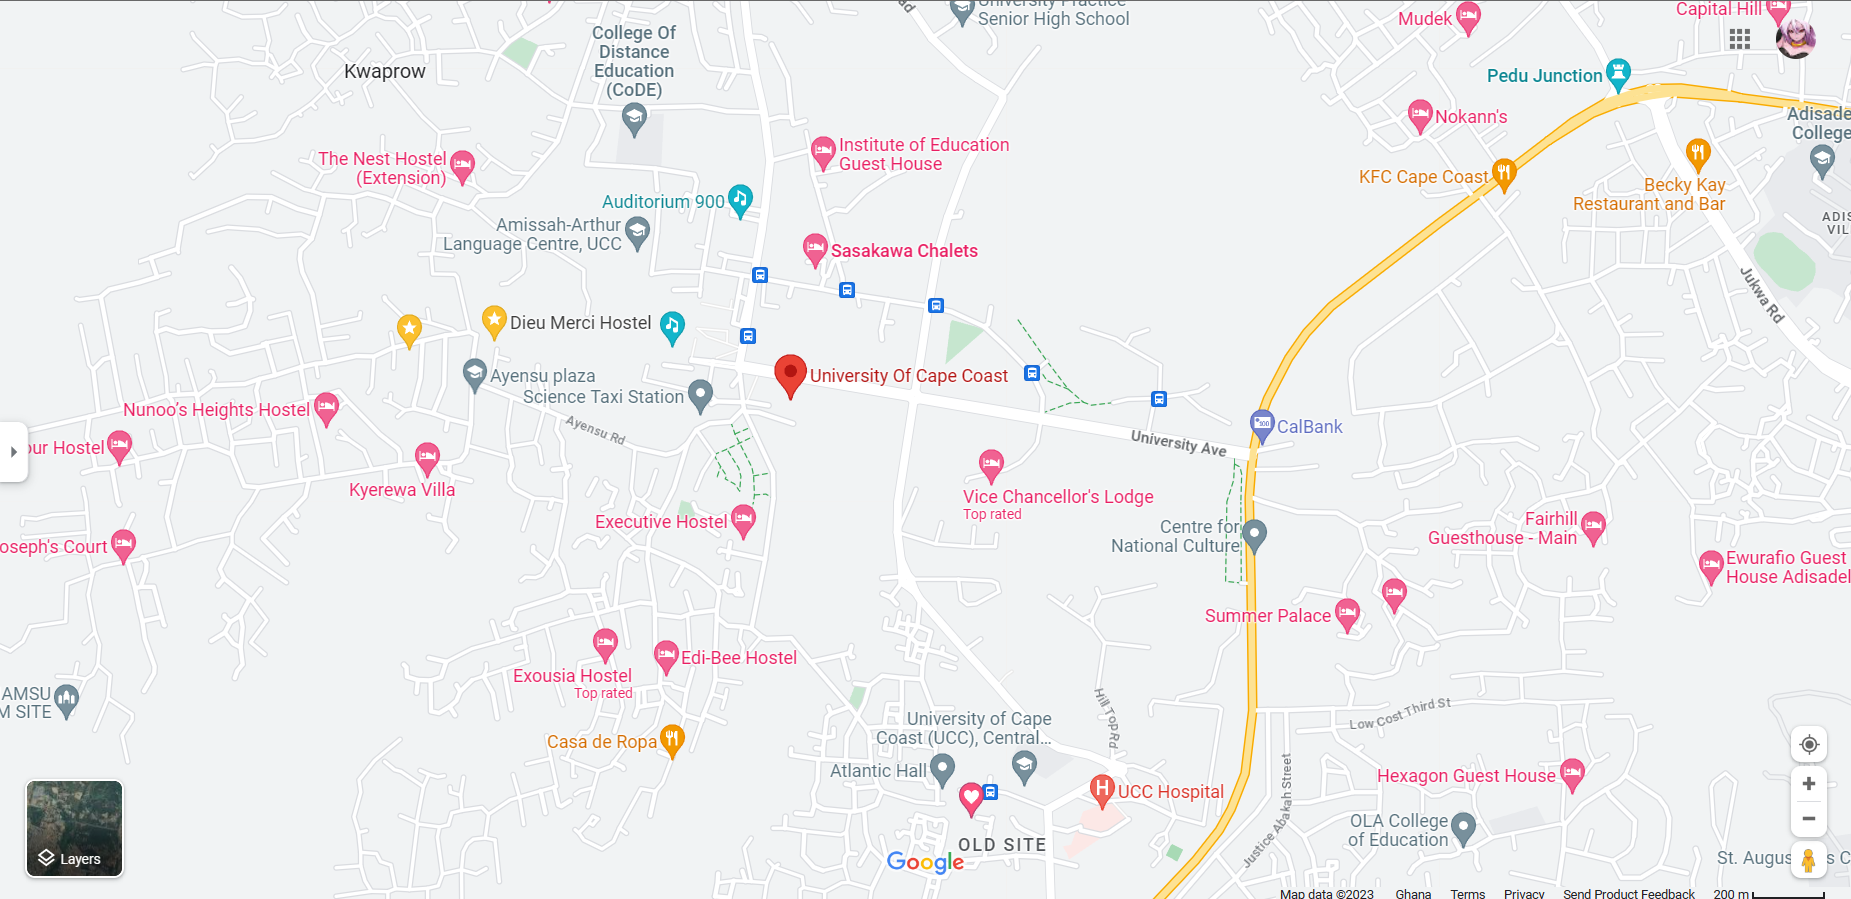 University Practice
Senior High School
Mudek
Capital Hill
College Of
Distance
Education
(CoDE)
Kwaprow
Pedu Junction
Nokann's
Adisade
College
Institute of Education
Guest House
The Nest Hostel
(Extension)
KFC Cape Coast
Becky Kay
Restaurant and Bar
Auditorium 900
Amissah-Arthur
Language Centre, UCC
ADIS
VIL
Sasakawa Chalets
Jukwa Rd
Dieu Merci Hostel
Ayensu plaza
University Of Cape Coast
Science Taxi Station
Nunoo's Heights Hostel
Ayensu Rd
our Hostel
University Ave
CalBank
Kyerewa Villa
Vice Chancellor's Lodge
Top rated
Executive Hostel
Centre for
National Culture
Fairhill
Guesthouse - Main
oseph's Court
Ewurafio Guest
House Adisadel
Summer Palace
Edi-Bee Hostel
Exousia Hostel
Top rated
AMSU
M SITE
Hill Top Rd
Low Cost Third St
University of Cape
Coast (UCC), Central...
Casa de Ropa
Atlantic Hall
H
UCC Hospital
Hexagon Guest House
Justice Abakah Street
OLA College
of Education
OLD SITE
St. Augus
s C
Layers
Google
Map data ©2023 Ghana Terms Privacy Send Product Feedback 200 m